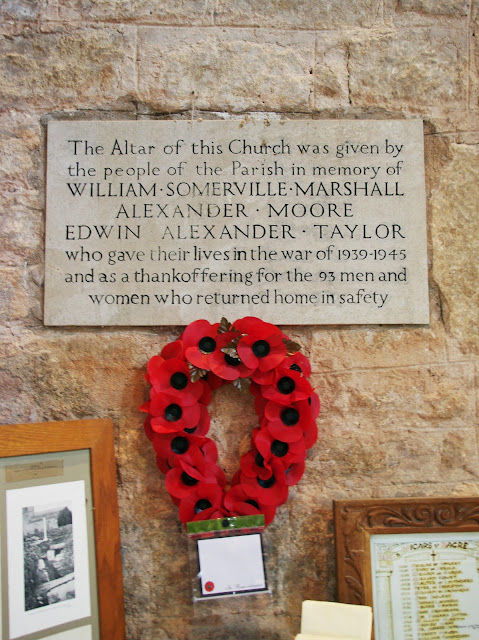 The Altar of this Church was given by
the people of the Parish in memory of
WILLIAM·SOMERVILLE·MARSHALL
ALEXANDER · MOORE
EDWIN ALEXANDER · TAYLOR
who gave their lives in the war of 1939-1945
and as a thankoffering for the 93 men and
women who returned home in safety